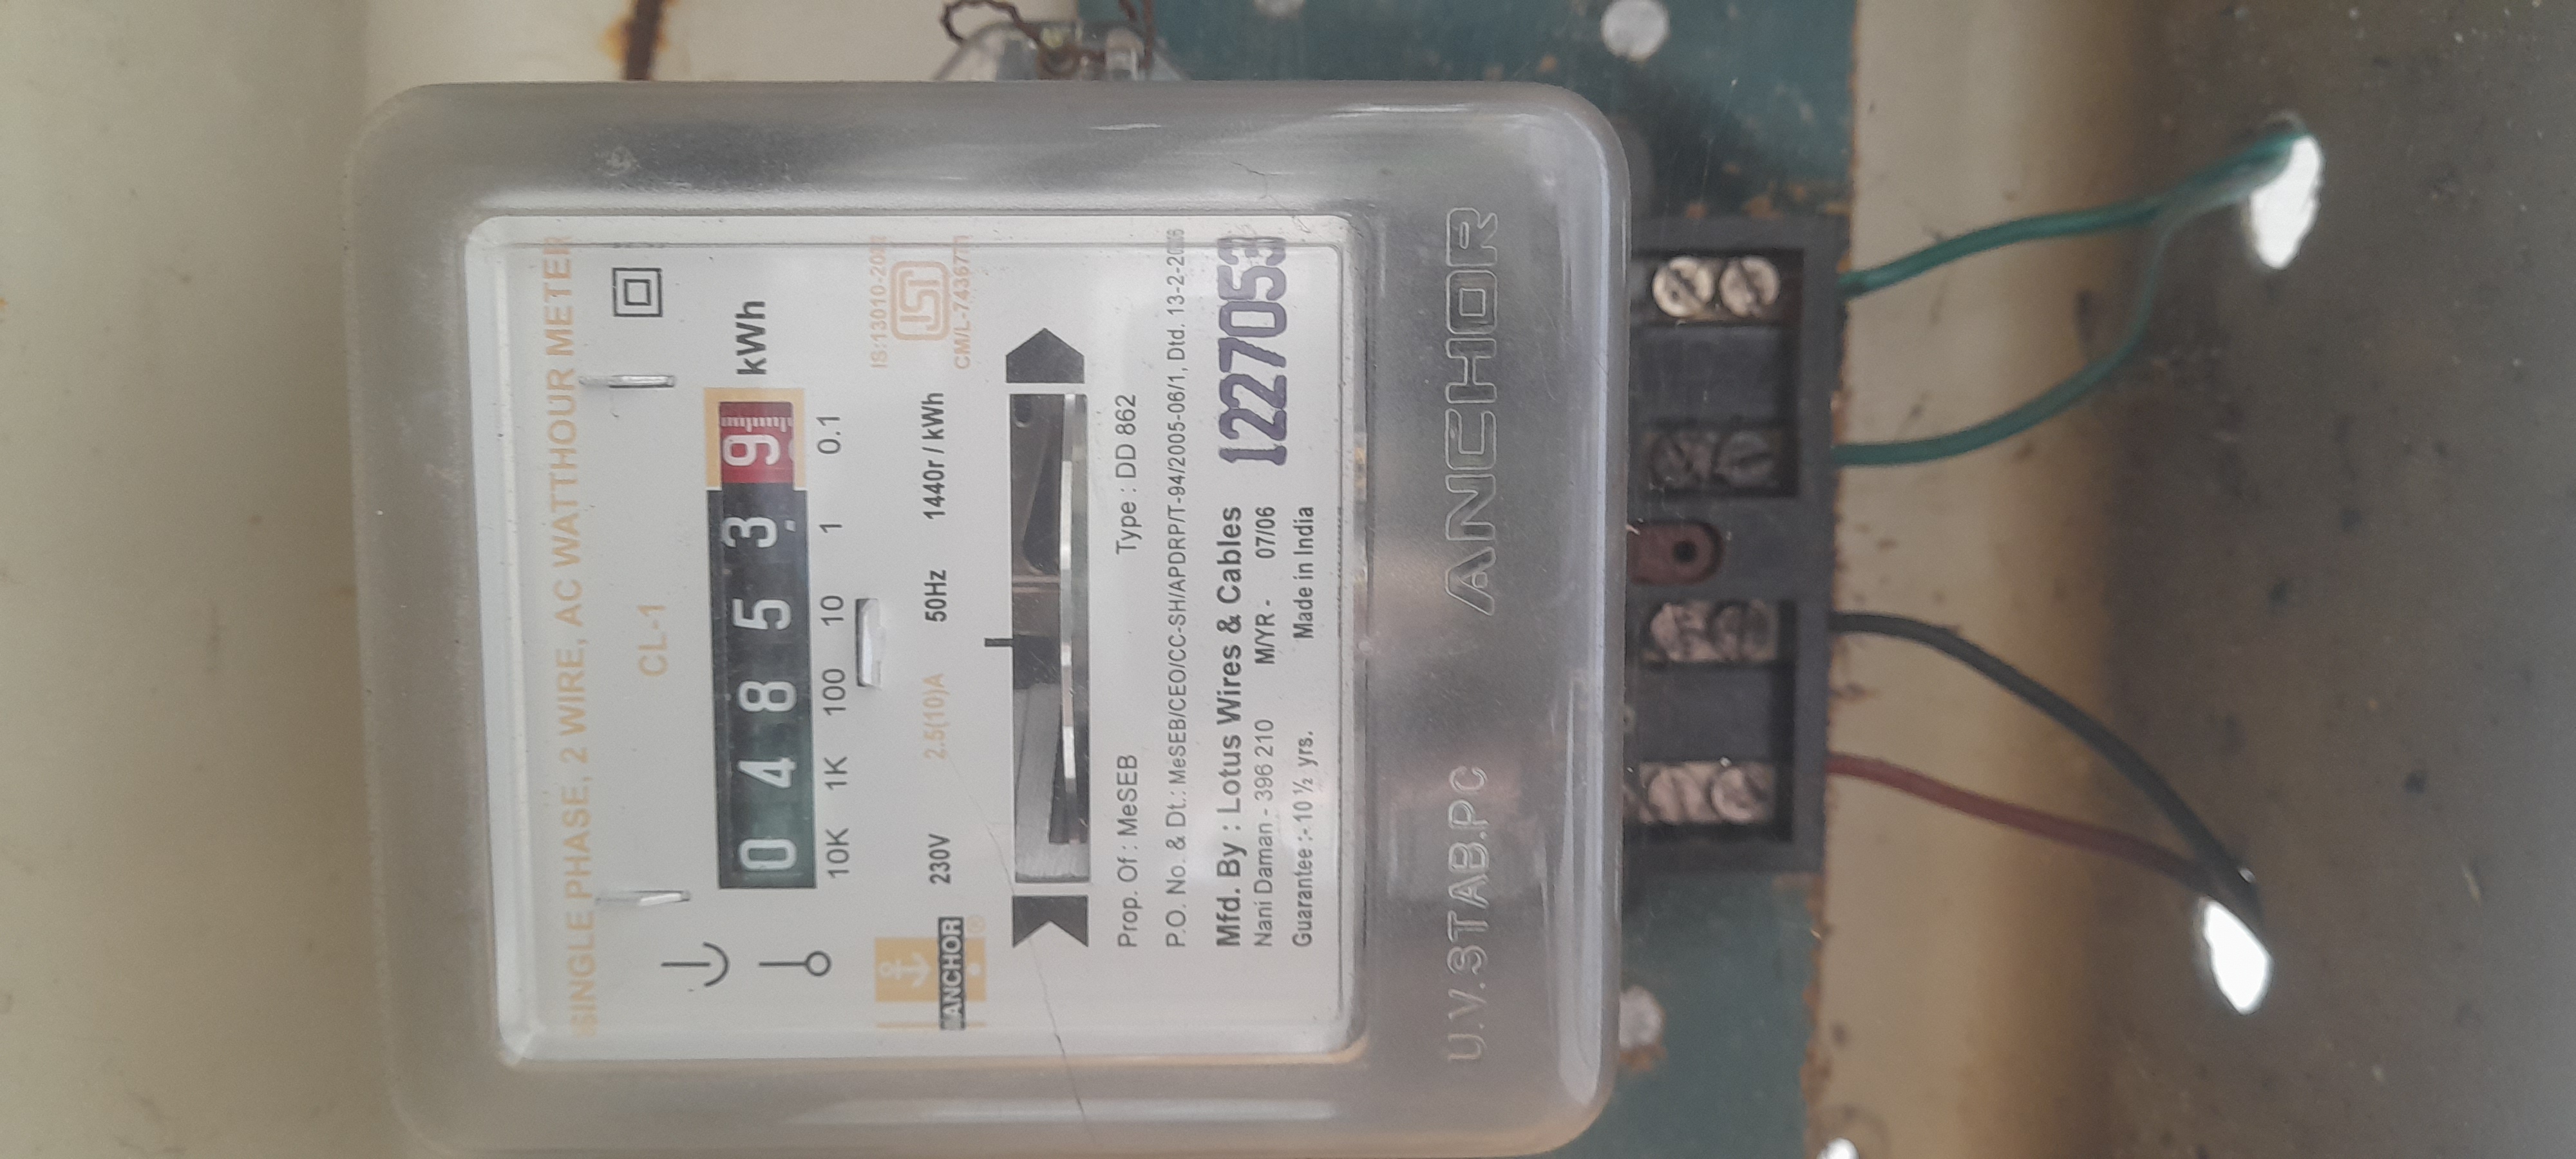 SINGLE PHASE, 2 WIRE, AC WATTHOUR METER
CL-1
0 4 8 5 3 9 kWh
10K 1K 100 10 1 0.1
IS:13010-2002
ISI
CM/L-7436771
230V 2.5(10)A 50Hz 1440r / kWh
ANCHOR ®
Prop. Of : MeSEB Type : DD 862
P.O. No. & Dt.: MeSEB/CEO/CC-SH/APDRP/T-94/2005-06/1, Dtd. 13-2-2006
Mfd. By : Lotus Wires & Cables 1227053
Nani Daman - 396 210 M/YR - 07/06
Guarantee :- 10 ½ yrs. Made in India
U.V.STAB.PC ANCHOR